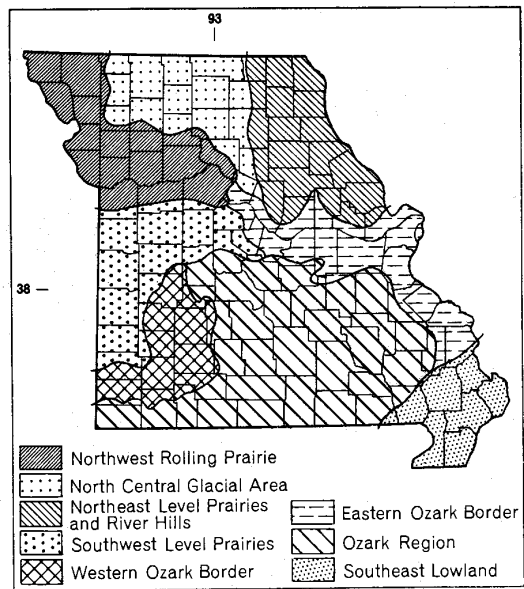 93
38
Northwest Rolling Prairie
North Central Glacial Area
Northeast Level Prairies
and River Hills
Southwest Level Prairies
Western Ozark Border
Eastern Ozark Border
Ozark Region
Southeast Lowland